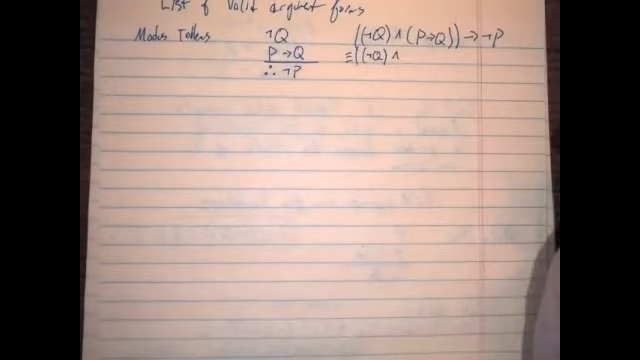 List of Valid argument forms
Modus Tollens ¬Q ((¬Q) ∧ (P→Q)) → ¬P
P→Q ≡ ((¬Q) ∧
∴ ¬P